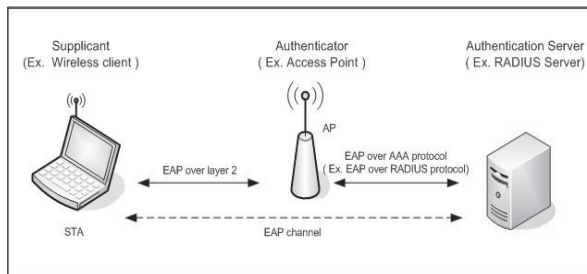 Supplicant
(Ex. Wireless client)
Authenticator
( Ex. Access Point )
Authentication Server
( Ex. RADIUS Server)
AP
EAP over layer 2
EAP over AAA protocol
( Ex. EAP over RADIUS protocol)
STA
EAP channel